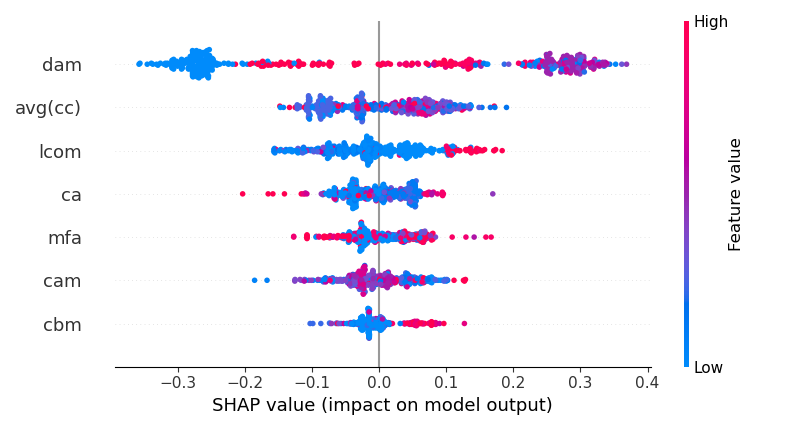 High
dam
avg(cc)
lcom
ca
mfa
cam
cbm
Feature value
Low
−0.3 −0.2 −0.1 0.0 0.1 0.2 0.3 0.4
SHAP value (impact on model output)